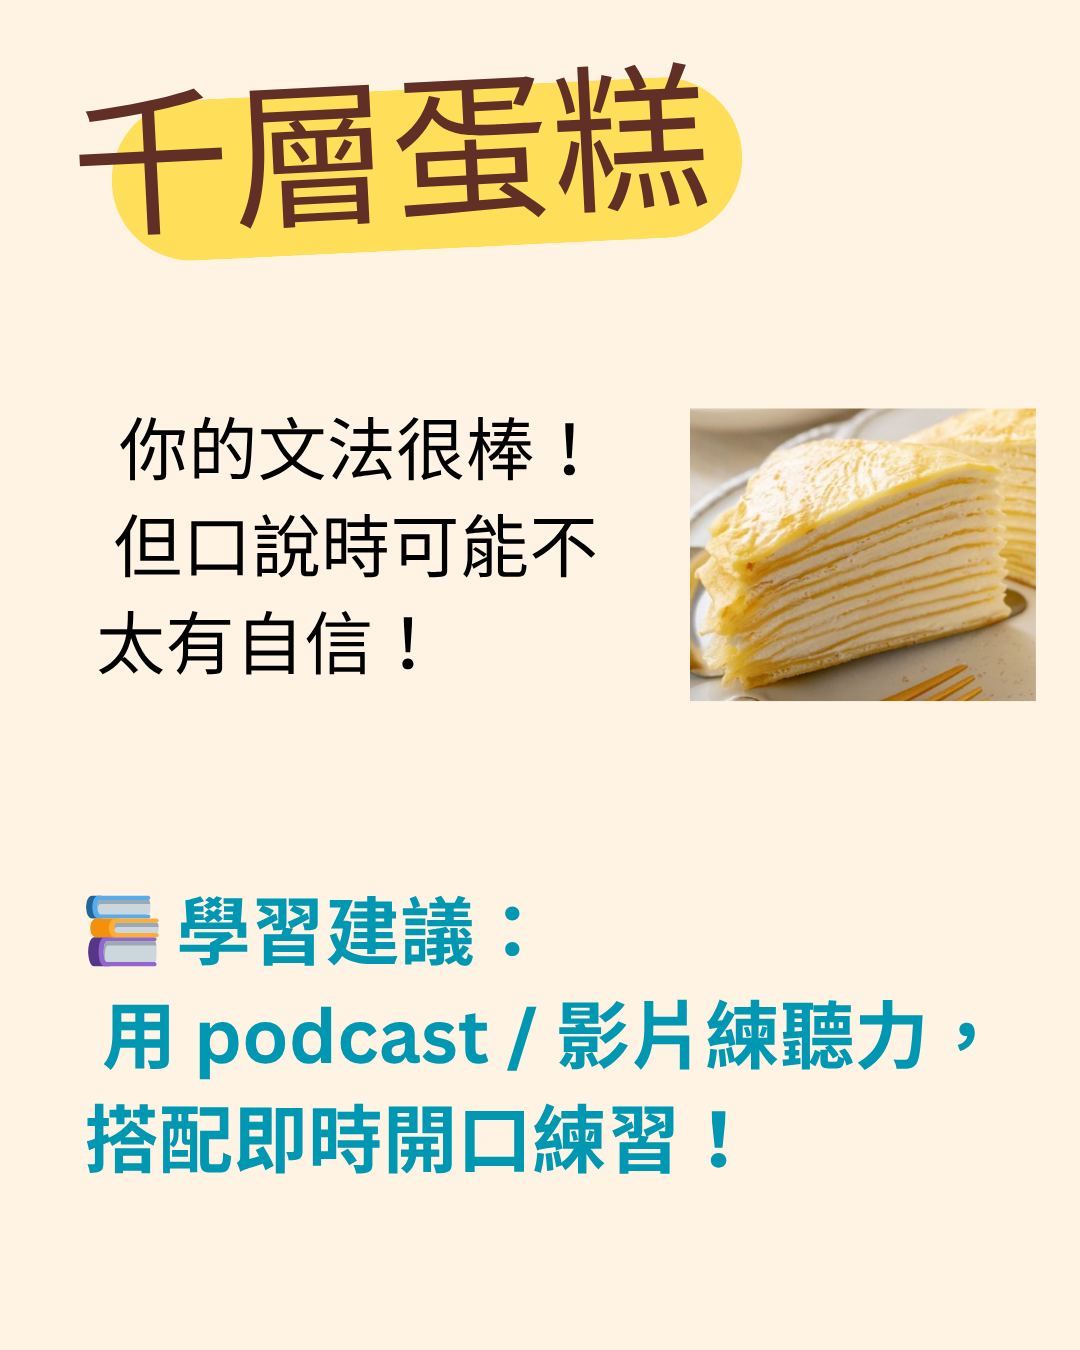 千層蛋糕
你的文法很棒！
但口說時可能不
太有自信！
📚 學習建議：
用 podcast / 影片練聽力，
搭配即時開口練習！